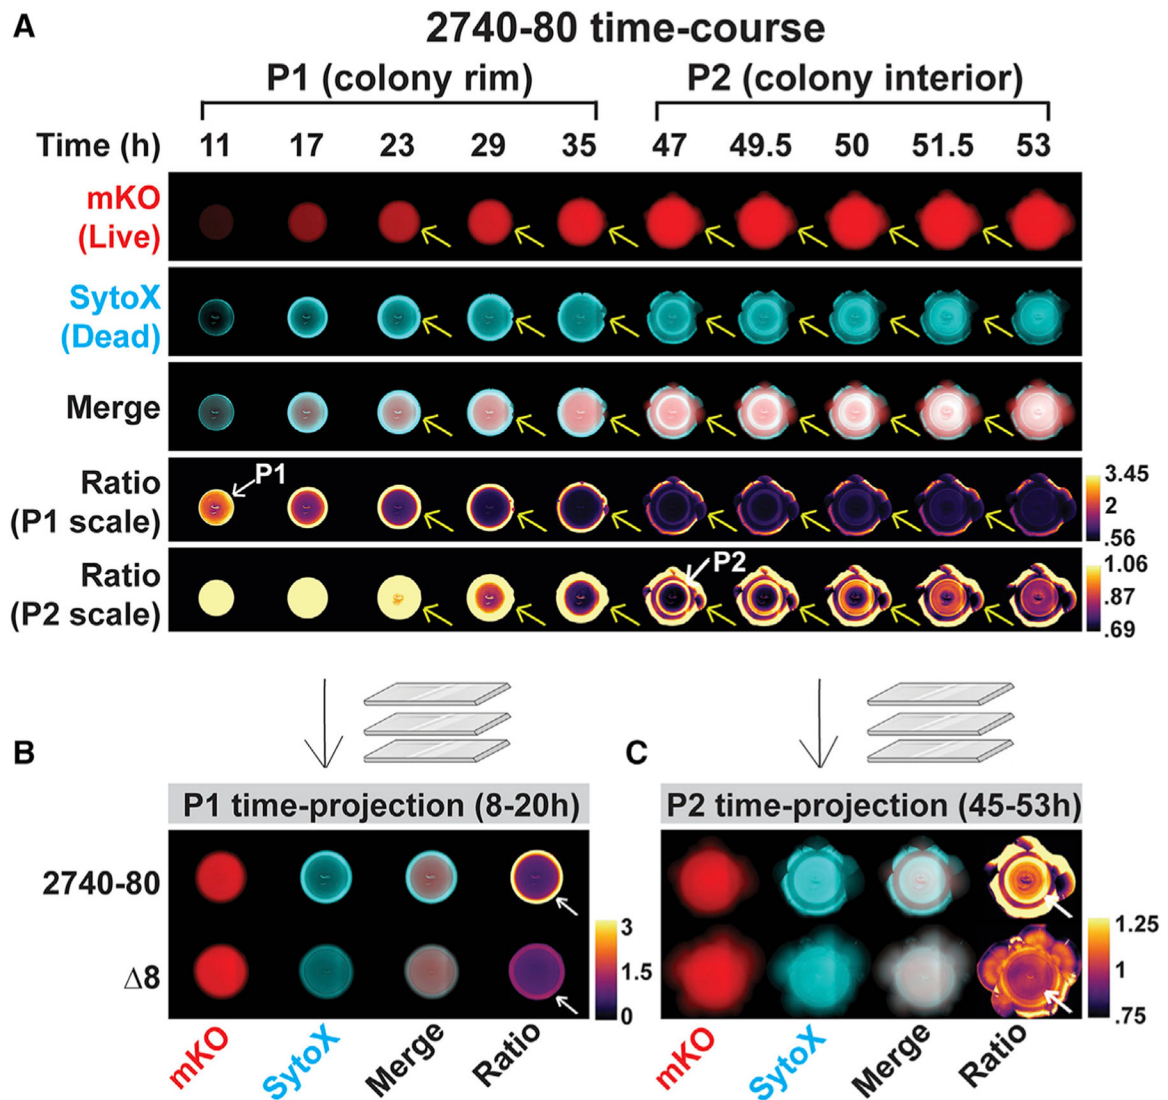 A
2740-80 time-course
P1 (colony rim) P2 (colony interior)
Time (h) 11 17 23 29 35 47 49.5 50 51.5 53
mKO
(Live)
SytoX
(Dead)
Merge
Ratio
(P1 scale)
P1
3.45
2
.56
Ratio
(P2 scale)
P2
1.06
.87
.69
B
P1 time-projection (8-20h)
2740-80
Δ8
3
1.5
0
mKO
SytoX
Merge
Ratio
C
P2 time-projection (45-53h)
1.25
1
.75
mKO
SytoX
Merge
Ratio